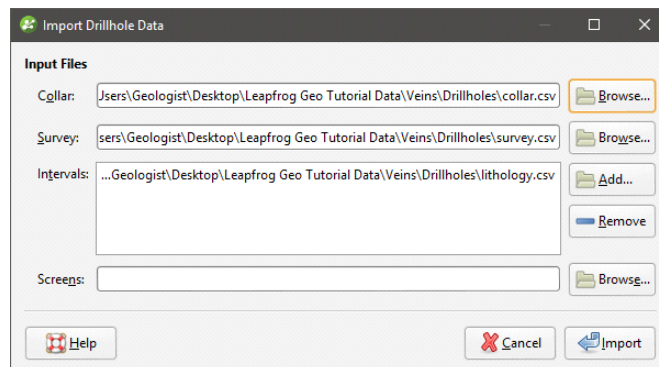 Import Drillhole Data
Input Files
Collar: Jsers\Geologist\Desktop\Leapfrog Geo Tutorial Data\Veins\Drillholes\collar.csv Browse...
Survey: sers\Geologist\Desktop\Leapfrog Geo Tutorial Data\Veins\Drillholes\survey.csv Browse...
Intervals: ...Geologist\Desktop\Leapfrog Geo Tutorial Data\Veins\Drillholes\lithology.csv Add...
Remove
Screens: Browse...
Help Cancel Import